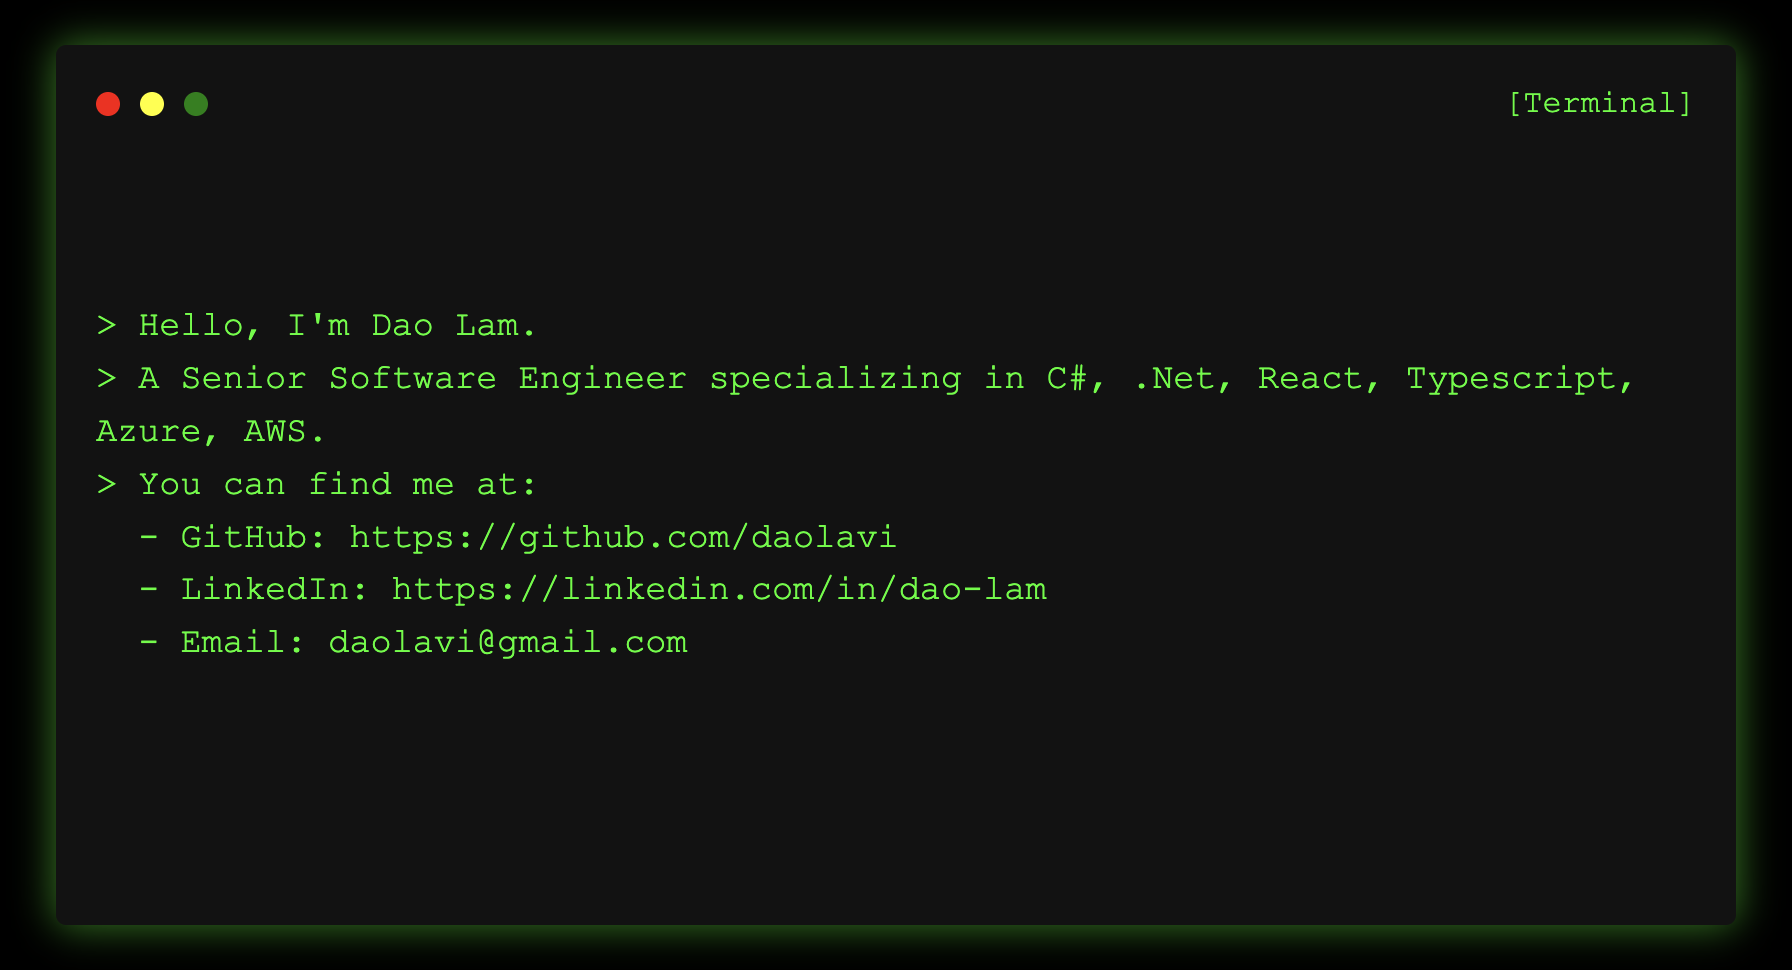 [Terminal]
> Hello, I'm Dao Lam.
> A Senior Software Engineer specializing in C#, .Net, React, Typescript,
Azure, AWS.
> You can find me at:
- GitHub: https://github.com/daolavi
- LinkedIn: https://linkedin.com/in/dao-lam
- Email: daolavi@gmail.com